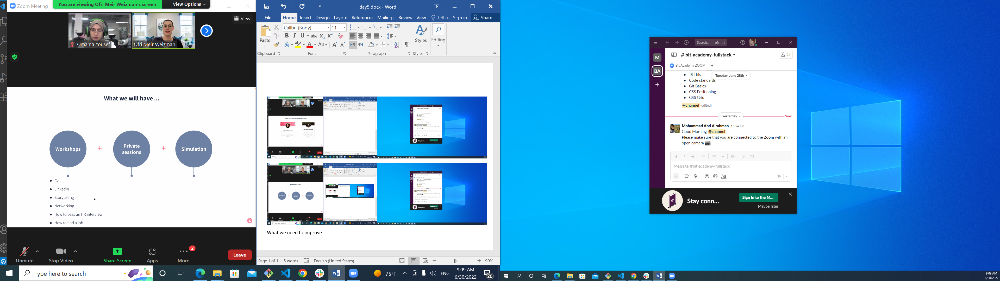 Zoom Meeting
You are viewing Ofri Meir Weizman's screen
View Options
View
Omama Yousef
Ofri Meir Weizman
What we will have...
Workshops
+
Private
sessions
+
Simulation
Cv
Linkedin
Storytelling
Networking
How to pass an HR interview
How to find a job
Unmute
Stop Video
Share Screen
Apps
More
2
Leave
day5.docx - Word
File
Home
Insert
Design
Layout
References
Mailings
Review
View
Sign in
Share
Paste
Calibri (Body)
11
Styles
Editing
Clipboard
Font
Paragraph
Styles
What we need to improve
Page 1 of 1
5 words
English (United States)
90%
Type here to search
75°F
ENG
9:09 AM
6/30/2022
20
Search...
M
BA
# bit-academy-fullstack
24
Bit Academy ZOOM
JS This
Tuesday, June 28th
Code standards
Git Basics
CSS Positioning
CSS Grid
@channel (edited)
Yesterday
New
Mohammad Abd Alrahman 10:54 PM
Good Morning @channel
Please make sure that you are connected to the Zoom with an
open camera
Message #bit-academy-fullstack
Stay conn...
Sign In to the M...
Maybe later
9:09 AM
6/30/2022